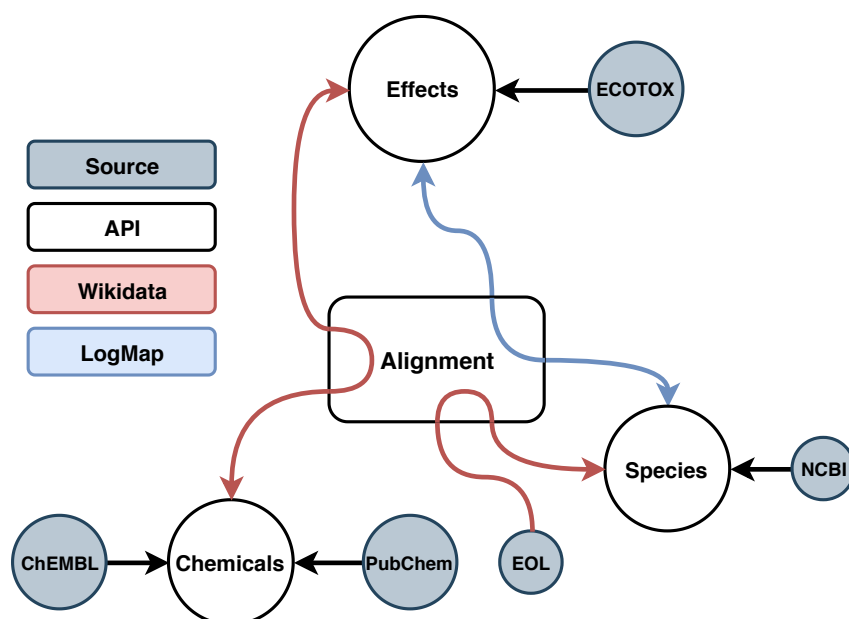 Effects
ECOTOX
Source
API
Wikidata
LogMap
Alignment
Species
NCBI
ChEMBL
Chemicals
PubChem
EOL